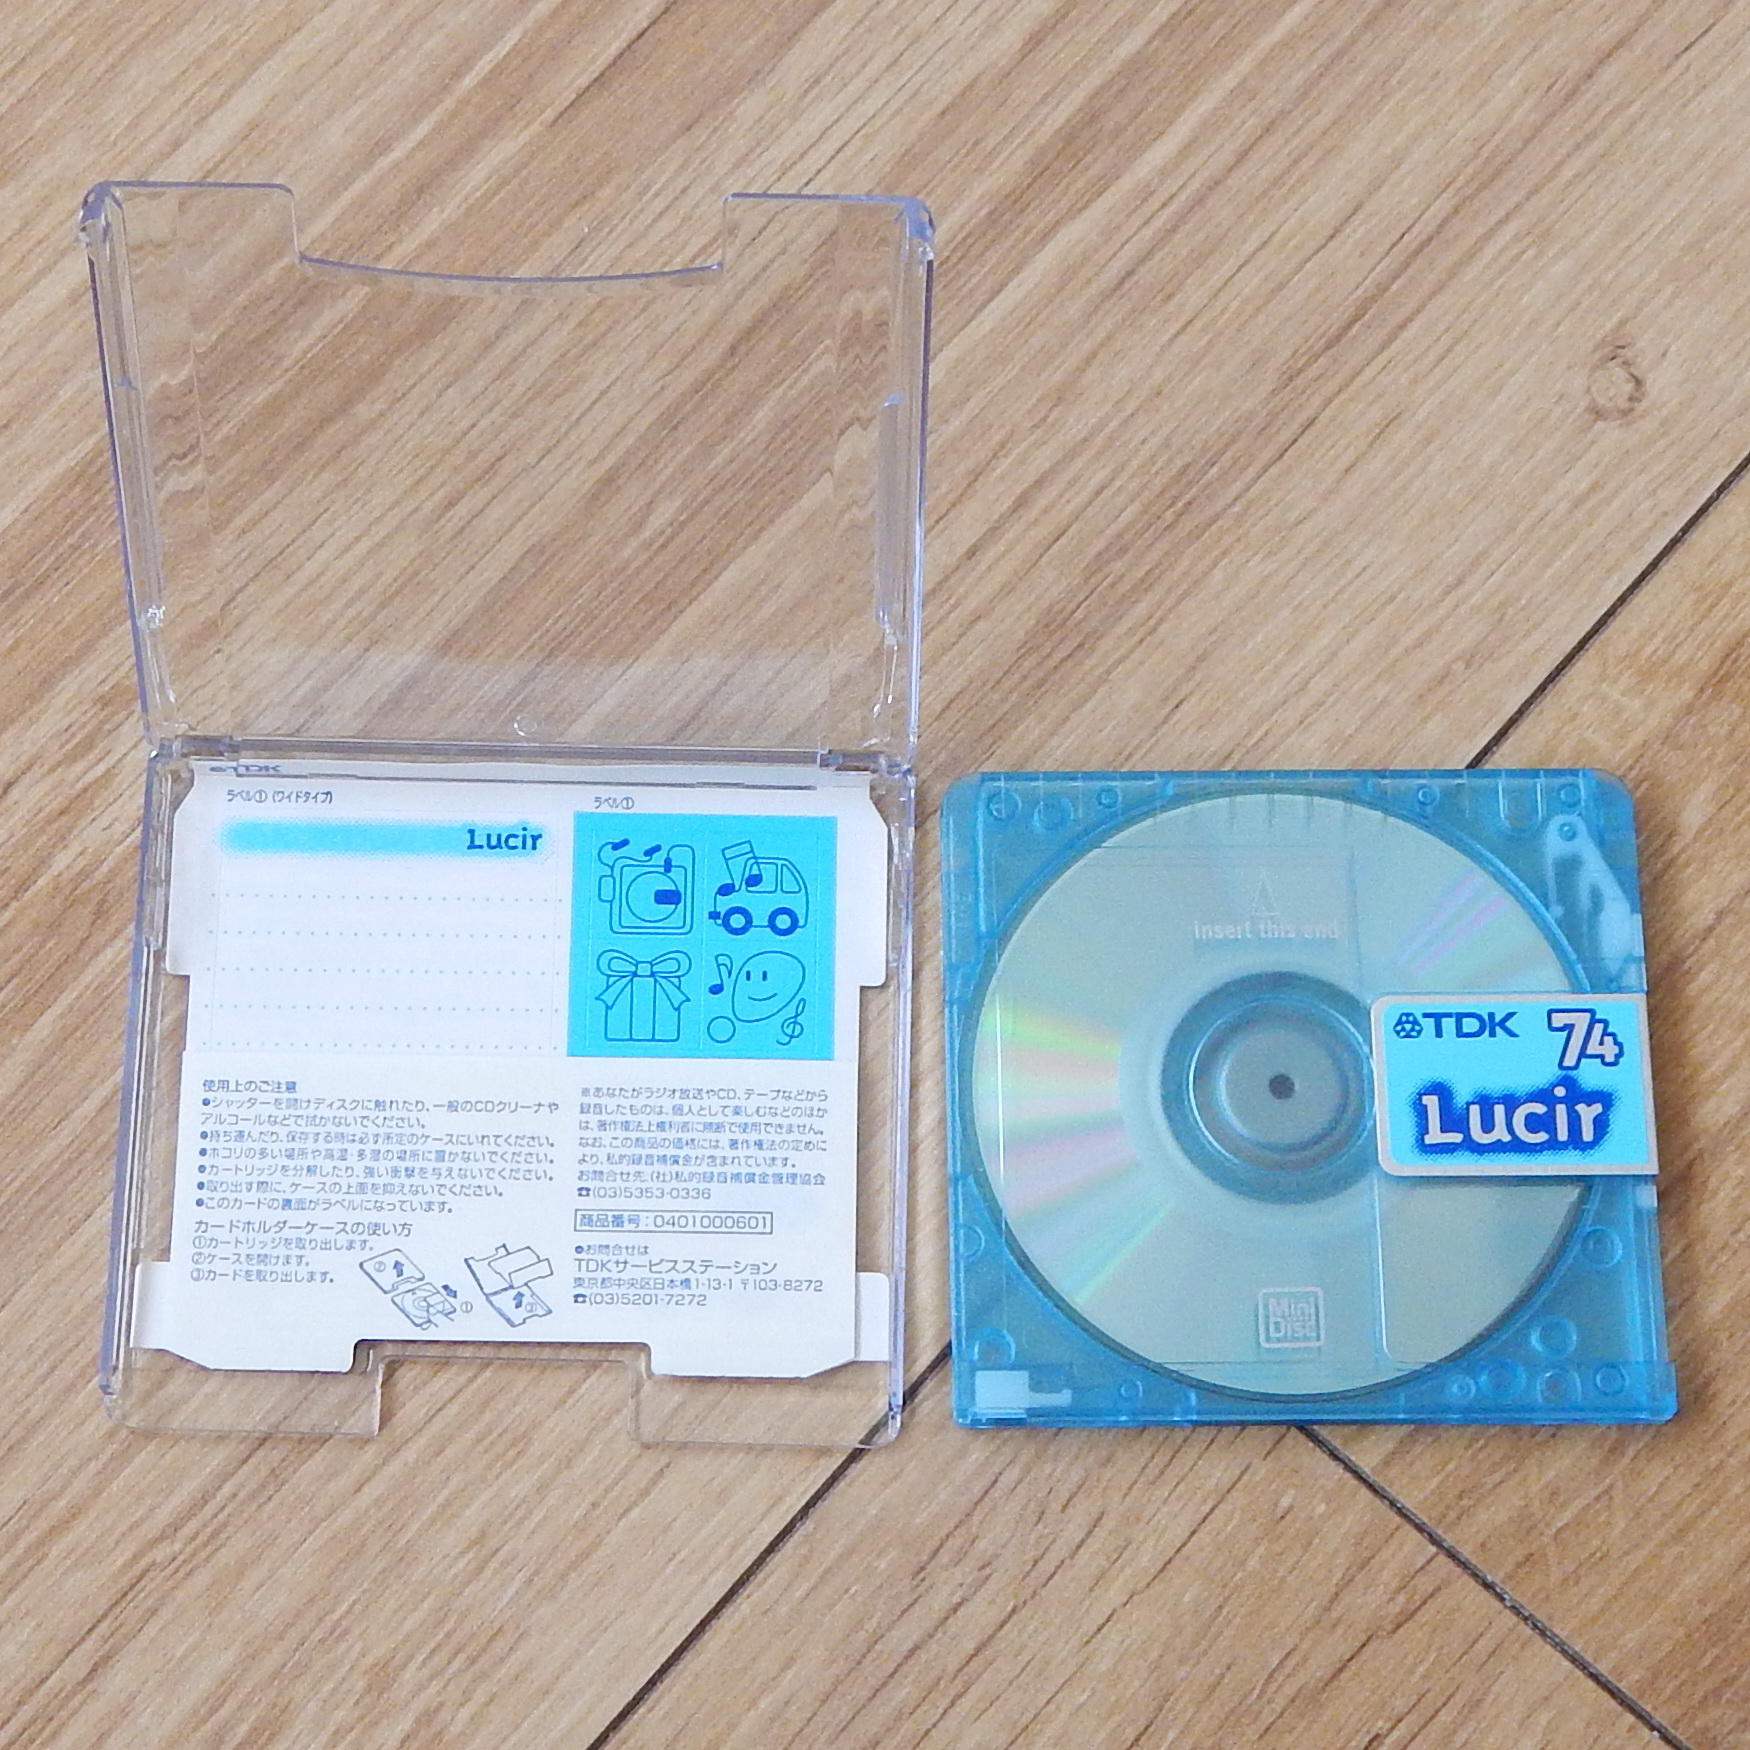 TDK
ラベル① (ワイドタイプ)
ラベル①
Lucir
使用上のご注意
●シャッターを開けディスクに触れたり、一般のCDクリーナや
アルコールなどで拭かないでください。
●持ち運んだり、保存する時は必ず所定のケースにいれてください。
●ホコリの多い場所や高温・多湿の場所に置かないでください。
●カートリッジを分解したり、強い衝撃を与えないでください。
●取り出す際に、ケースの上面を抑えないでください。
●このカードの裏面がラベルになっています。
カードホルダーケースの使い方
①カートリッジを取り出します。
②ケースを開けます。
③カードを取り出します。
② ① ③
※あなたがラジオ放送やCD、テープなどから
録音したものは、個人として楽しむなどのほか
は、著作権法上権利者に無断で使用できません。
なお、この商品の価格には、著作権法の定めに
より、私的録音補償金が含まれています。
お問合せ先:(社)私的録音補償金管理協会
☎(03)5353-0336
商品番号:0401000601
●お問合せは
TDKサービスステーション
東京都中央区日本橋1-13-1 〒103-8272
☎(03)5201-7272
insert this end
TDK 74
Lucir
Mini
Disc